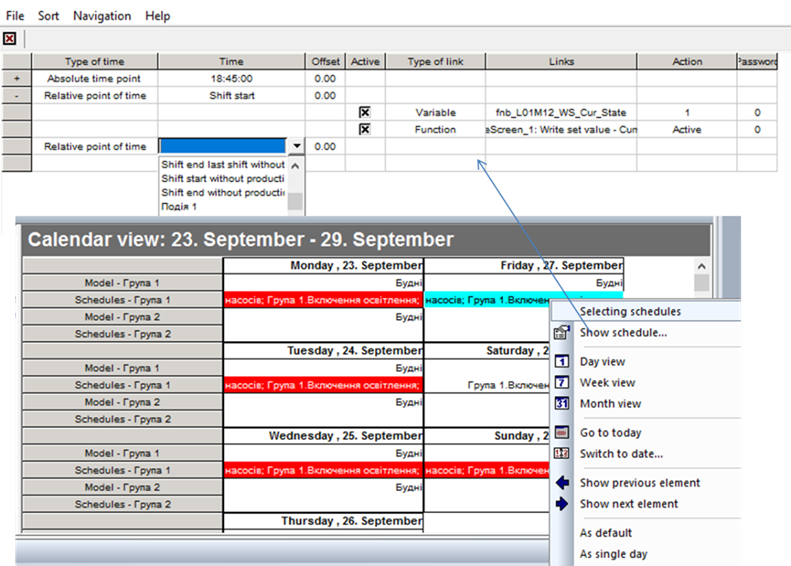 File Sort Navigation Help
Type of time Time Offset Active Type of link Links Action Password
+ Absolute time point 18:45:00 0.00
- Relative point of time Shift start 0.00
Variable fnb_L01M12_WS_Cur_State 1 0
Function eScreen_1: Write set value - Cur Active 0
Relative point of time 0.00
Shift end last shift without
Shift start without producti
Shift end without producti
Подія 1
Calendar view: 23. September - 29. September
Monday , 23. September Friday , 27. September
Model - Група 1 Будні Будні
Schedules - Група 1 насосів; Група 1.Включення освітлення; насосів; Група 1.Включен
Model - Група 2 Будні
Schedules - Група 2
Tuesday , 24. September Saturday , 2
Model - Група 1 Будні
Schedules - Група 1 насосів; Група 1.Включення освітлення; Група 1.Включен
Model - Група 2 Будні
Schedules - Група 2
Wednesday , 25. September Sunday , 2
Model - Група 1 Будні
Schedules - Група 1 насосів; Група 1.Включення освітлення; насосів; Група 1.Включен
Model - Група 2 Будні
Schedules - Група 2
Thursday , 26. September
Selecting schedules
Show schedule...
1 Day view
7 Week view
31 Month view
Go to today
Switch to date...
Show previous element
Show next element
As default
As single day